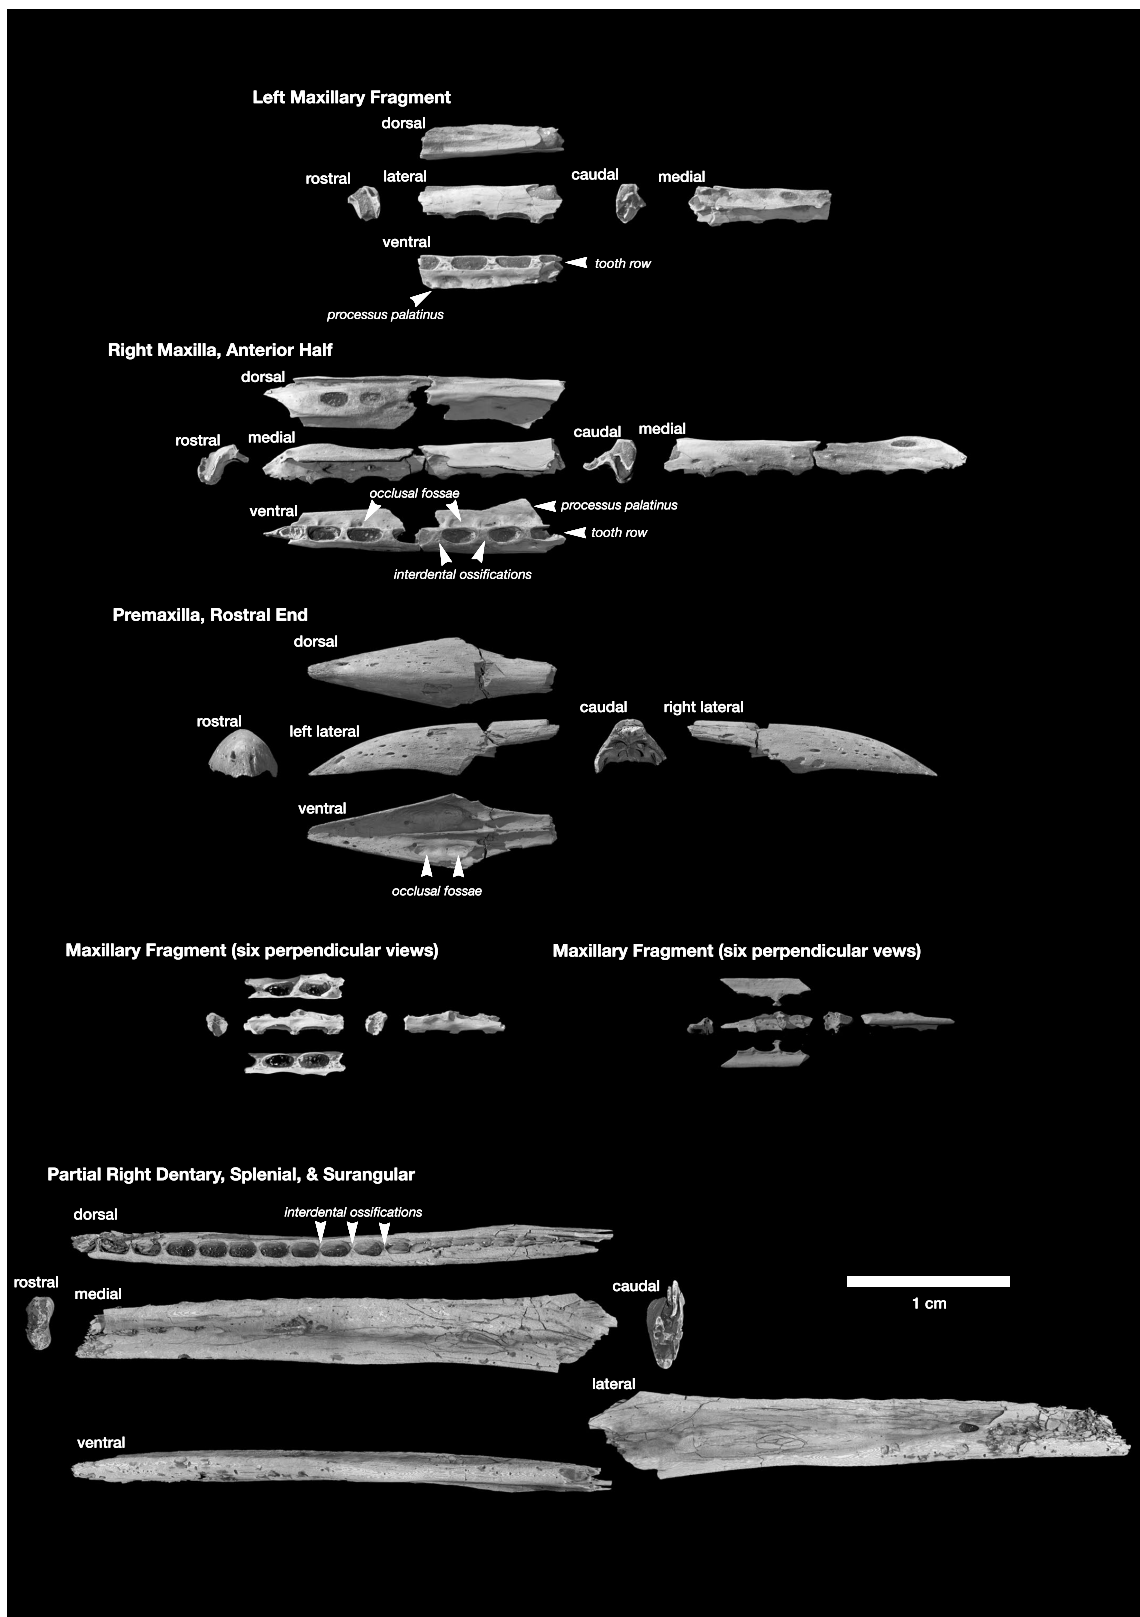 Left Maxillary Fragment
dorsal
rostral
lateral
caudal
medial
ventral
tooth row
processus palatinus
Right Maxilla, Anterior Half
dorsal
rostral
medial
caudal
medial
occlusal fossae
processus palatinus
ventral
tooth row
interdental ossifications
Premaxilla, Rostral End
dorsal
rostral
left lateral
caudal
right lateral
ventral
occlusal fossae
Maxillary Fragment (six perpendicular views)
Maxillary Fragment (six perpendicular vews)
Partial Right Dentary, Splenial, & Surangular
dorsal
interdental ossifications
rostral
medial
caudal
1 cm
lateral
ventral